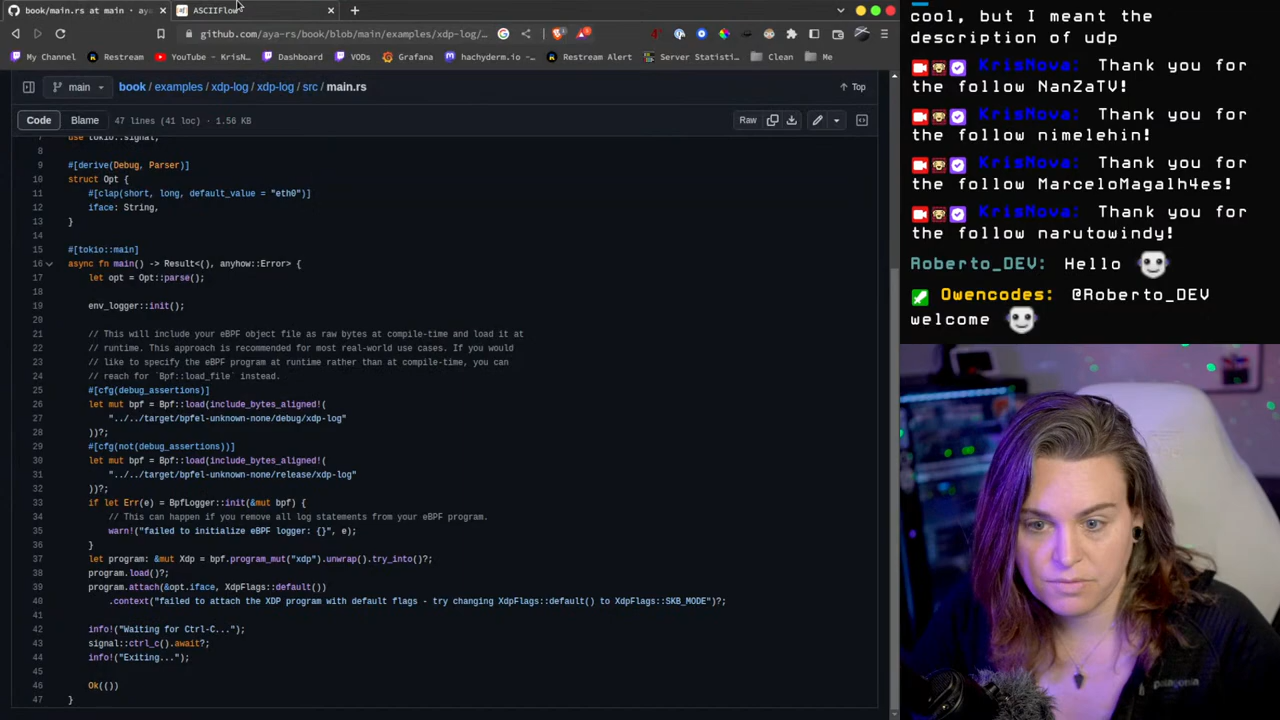 book/main.rs at main · aya
ASCIIFlow
github.com/aya-rs/book/blob/main/examples/xdp-log/...
My Channel
Restream
YouTube - KrisN...
Dashboard
VODs
Grafana
hachyderm.io -...
Restream Alert
Server Statisti...
Clean
Me
main
book / examples / xdp-log / xdp-log / src / main.rs
Top
Code
Blame
47 lines (41 loc) · 1.56 KB
Raw
7 use tokio::signal;
8
9 #[derive(Debug, Parser)]
10 struct Opt {
11 #[clap(short, long, default_value = "eth0")]
12 iface: String,
13 }
14
15 #[tokio::main]
16 async fn main() -> Result<(), anyhow::Error> {
17 let opt = Opt::parse();
18
19 env_logger::init();
20
21 // This will include your eBPF object file as raw bytes at compile-time and load it at
22 // runtime. This approach is recommended for most real-world use cases. If you would
23 // like to specify the eBPF program at runtime rather than at compile-time, you can
24 // reach for `Bpf::load_file` instead.
25 #[cfg(debug_assertions)]
26 let mut bpf = Bpf::load(include_bytes_aligned!(
27 "../../target/bpfel-unknown-none/debug/xdp-log"
28 ))?;
29 #[cfg(not(debug_assertions))]
30 let mut bpf = Bpf::load(include_bytes_aligned!(
31 "../../target/bpfel-unknown-none/release/xdp-log"
32 ))?;
33 if let Err(e) = BpfLogger::init(&mut bpf) {
34 // This can happen if you remove all log statements from your eBPF program.
35 warn!("failed to initialize eBPF logger: {}", e);
36 }
37 let program: &mut Xdp = bpf.program_mut("xdp").unwrap().try_into()?;
38 program.load()?;
39 program.attach(&opt.iface, XdpFlags::default())
40 .context("failed to attach the XDP program with default flags - try changing XdpFlags::default() to XdpFlags::SKB_MODE")?;
41
42 info!("Waiting for Ctrl-C...");
43 signal::ctrl_c().await?;
44 info!("Exiting...");
45
46 Ok(())
47 }
cool, but I meant the
description of udp
KrisNova: Thank you for
the follow NanZaTV!
KrisNova: Thank you for
the follow nimelehin!
KrisNova: Thank you for
the follow MarceloMagalh4es!
KrisNova: Thank you for
the follow narutowindy!
Roberto_DEV: Hello
Owencodes: @Roberto_DEV
welcome
patagonia